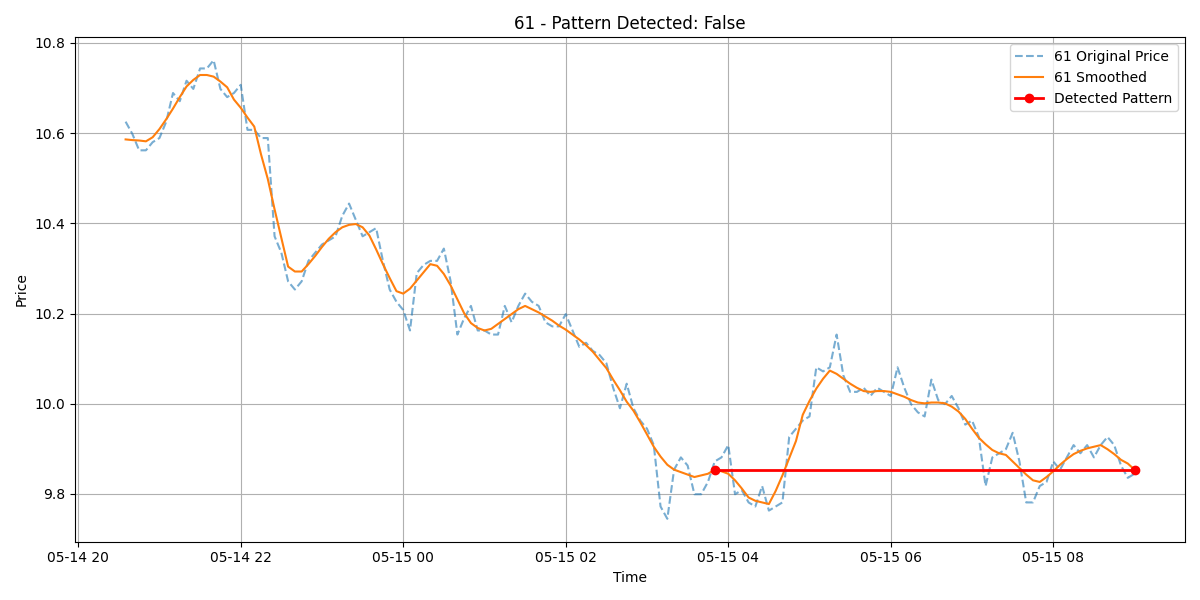 61 - Pattern Detected: False
61 Original Price
61 Smoothed
Detected Pattern
Price
10.8
10.6
10.4
10.2
10.0
9.8
05-14 20
05-14 22
05-15 00
05-15 02
05-15 04
05-15 06
05-15 08
Time